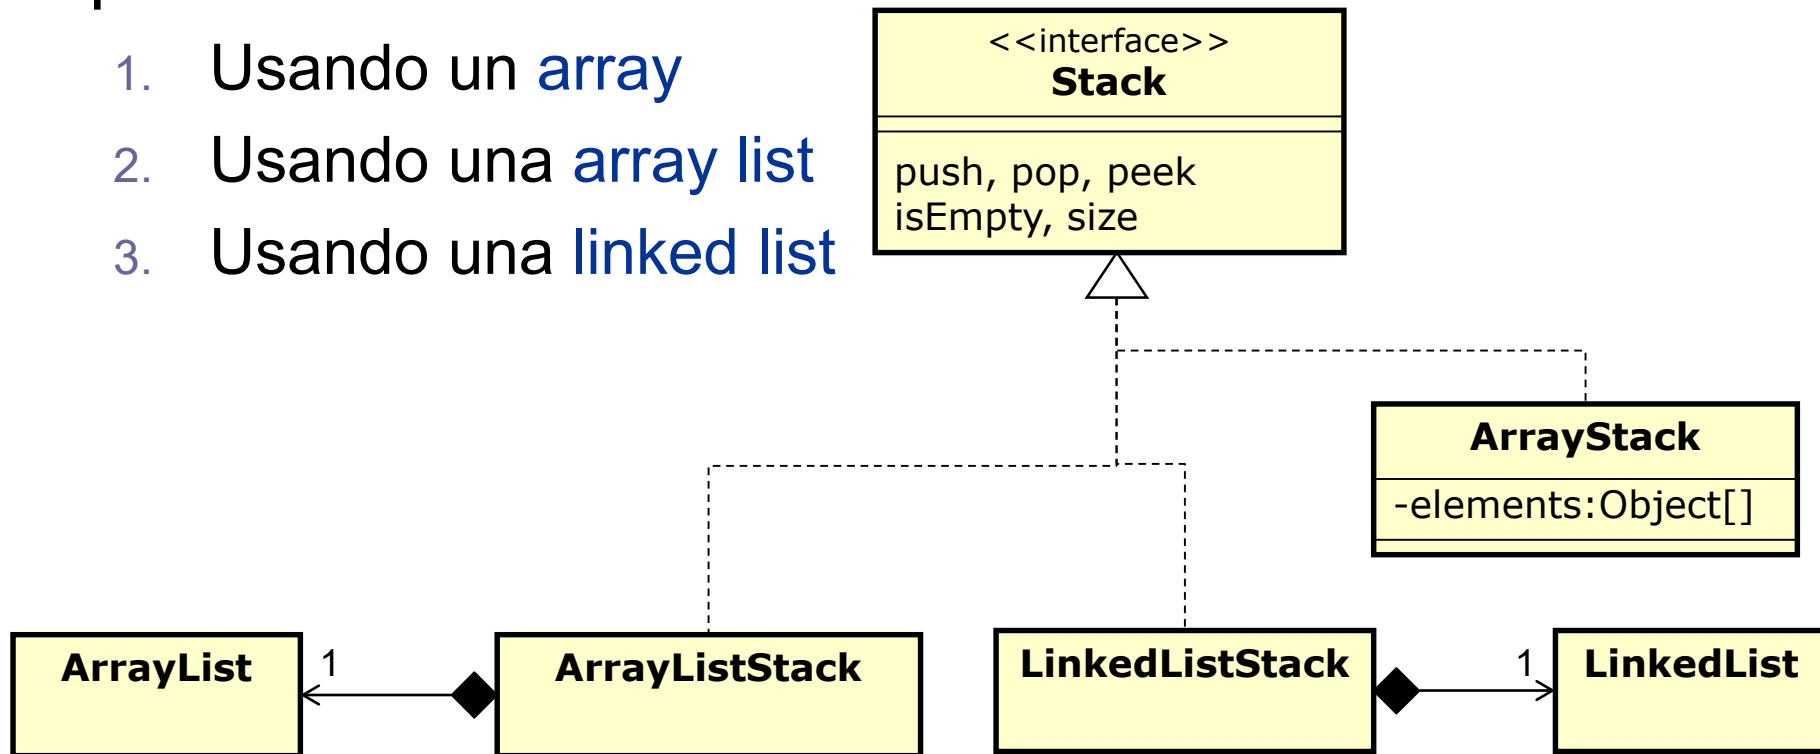 1. Usando un array
2. Usando una array list
3. Usando una linked list
<<interface>>
Stack
push, pop, peek
isEmpty, size
ArrayStack
-elements:Object[]
ArrayList
1
ArrayListStack
LinkedListStack
1
LinkedList